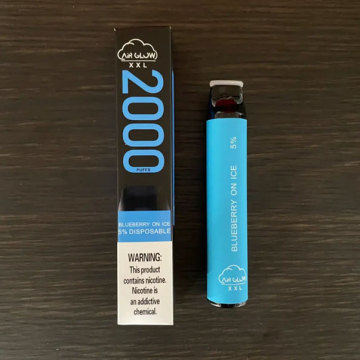 AIR GLOW
XXL
2000
PUFFS
BLUEBERRY ON ICE
5% DISPOSABLE
WARNING:
This product
contains nicotine.
Nicotine is
an addictive
chemical.
BLUEBERRY ON ICE 5%
AIR GLOW
XXL